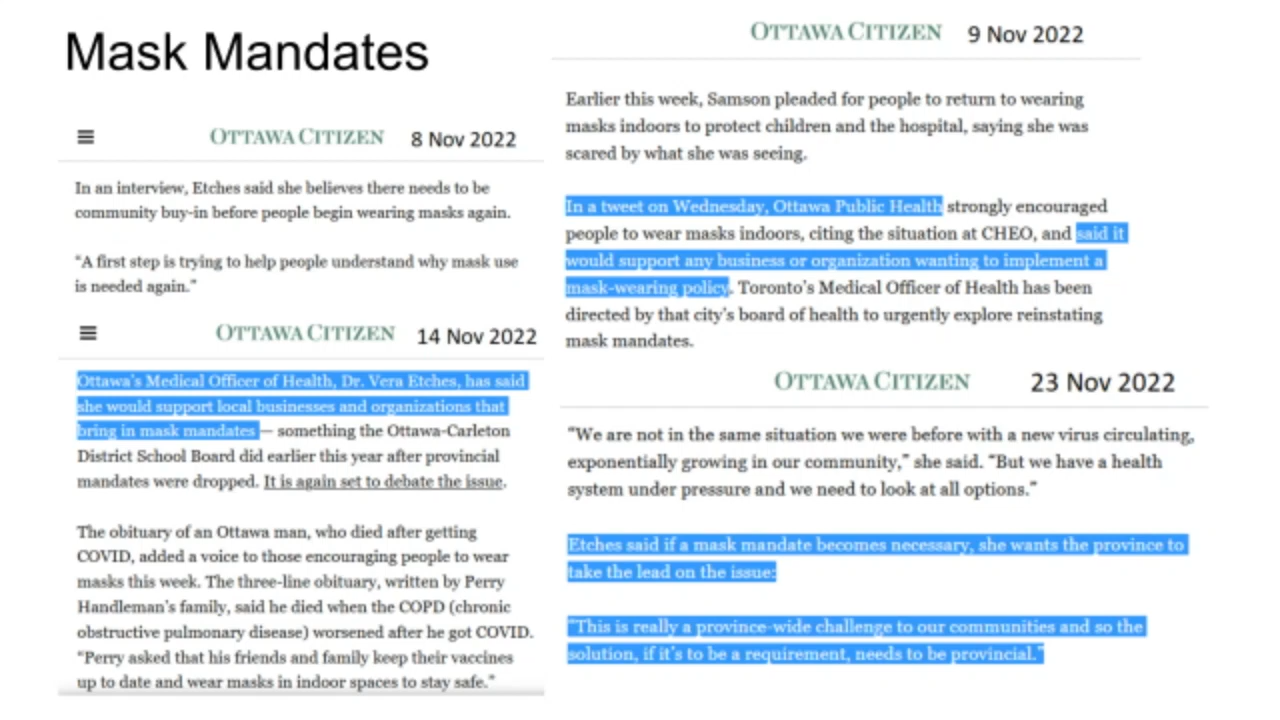 Mask Mandates
OTTAWA CITIZEN 8 Nov 2022
In an interview, Etches said she believes there needs to be
community buy-in before people begin wearing masks again.
“A first step is trying to help people understand why mask use
is needed again.”
OTTAWA CITIZEN 14 Nov 2022
Ottawa’s Medical Officer of Health, Dr. Vera Etches, has said
she would support local businesses and organizations that
bring in mask mandates — something the Ottawa-Carleton
District School Board did earlier this year after provincial
mandates were dropped. It is again set to debate the issue.
The obituary of an Ottawa man, who died after getting
COVID, added a voice to those encouraging people to wear
masks this week. The three-line obituary, written by Perry
Handleman’s family, said he died when the COPD (chronic
obstructive pulmonary disease) worsened after he got COVID.
“Perry asked that his friends and family keep their vaccines
up to date and wear masks in indoor spaces to stay safe.”
OTTAWA CITIZEN 9 Nov 2022
Earlier this week, Samson pleaded for people to return to wearing
masks indoors to protect children and the hospital, saying she was
scared by what she was seeing.
In a tweet on Wednesday, Ottawa Public Health strongly encouraged
people to wear masks indoors, citing the situation at CHEO, and said it
would support any business or organization wanting to implement a
mask-wearing policy. Toronto’s Medical Officer of Health has been
directed by that city’s board of health to urgently explore reinstating
mask mandates.
OTTAWA CITIZEN 23 Nov 2022
“We are not in the same situation we were before with a new virus circulating,
exponentially growing in our community,” she said. “But we have a health
system under pressure and we need to look at all options.”
Etches said if a mask mandate becomes necessary, she wants the province to
take the lead on the issue:
“This is really a province-wide challenge to our communities and so the
solution, if it’s to be a requirement, needs to be provincial.”